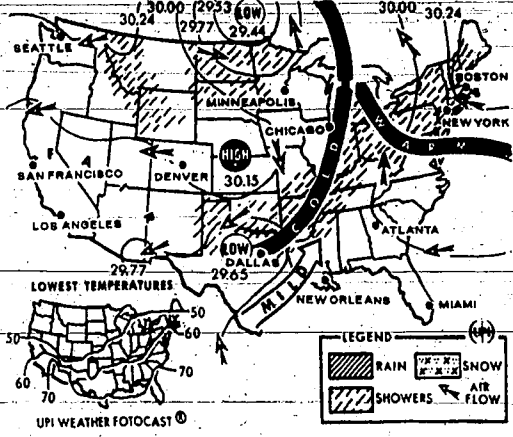 30.00 29.53 30.00
30.24 29.77 LOW 30.24
29.44
SEATTLE
BOSTON
MINNEAPOLIS
NEW YORK
CHICAGO
WARM
COLD
HIGH
F A
SAN FRANCISCO DENVER 30.15
LOS ANGELES ATLANTA
LOW
DALLAS
29.77 29.65
MILD
LOWEST TEMPERATURES NEW ORLEANS
MIAMI
50
60
50
70
60 70
LEGEND UPI
RAIN SNOW
SHOWERS AIR FLOW
UPI WEATHER FOTOCAST ®